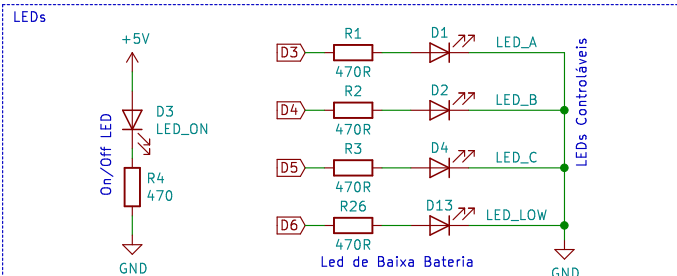 LEDs
+5V
D3
LED_ON
On/Off LED
R4
470
GND
D3
R1
470R
D1
LED_A
D4
R2
470R
D2
LED_B
D5
R3
470R
D4
LED_C
D6
R26
470R
D13
LED_LOW
Led de Baixa Bateria
LEDs Controláveis
GND